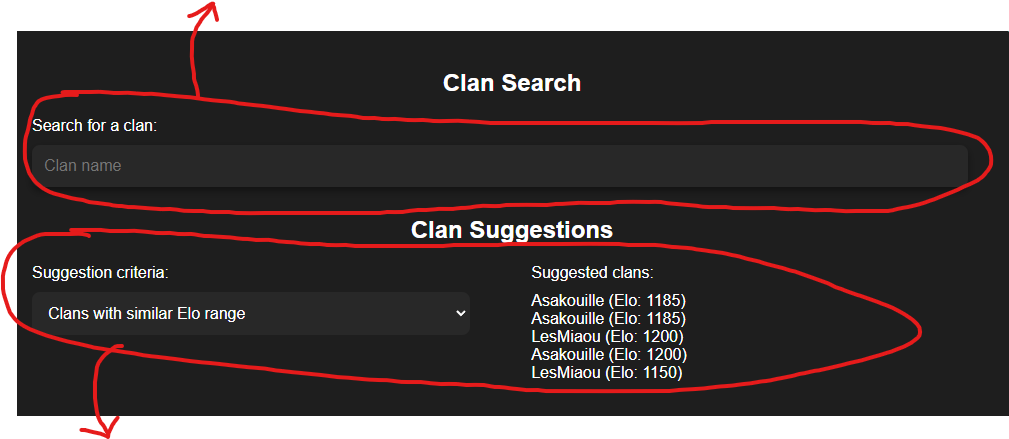 Clan Search
Search for a clan:
Clan name
Clan Suggestions
Suggestion criteria:
Clans with similar Elo range
Suggested clans:
Asakouille (Elo: 1185)
Asakouille (Elo: 1185)
LesMiaou (Elo: 1200)
Asakouille (Elo: 1200)
LesMiaou (Elo: 1150)